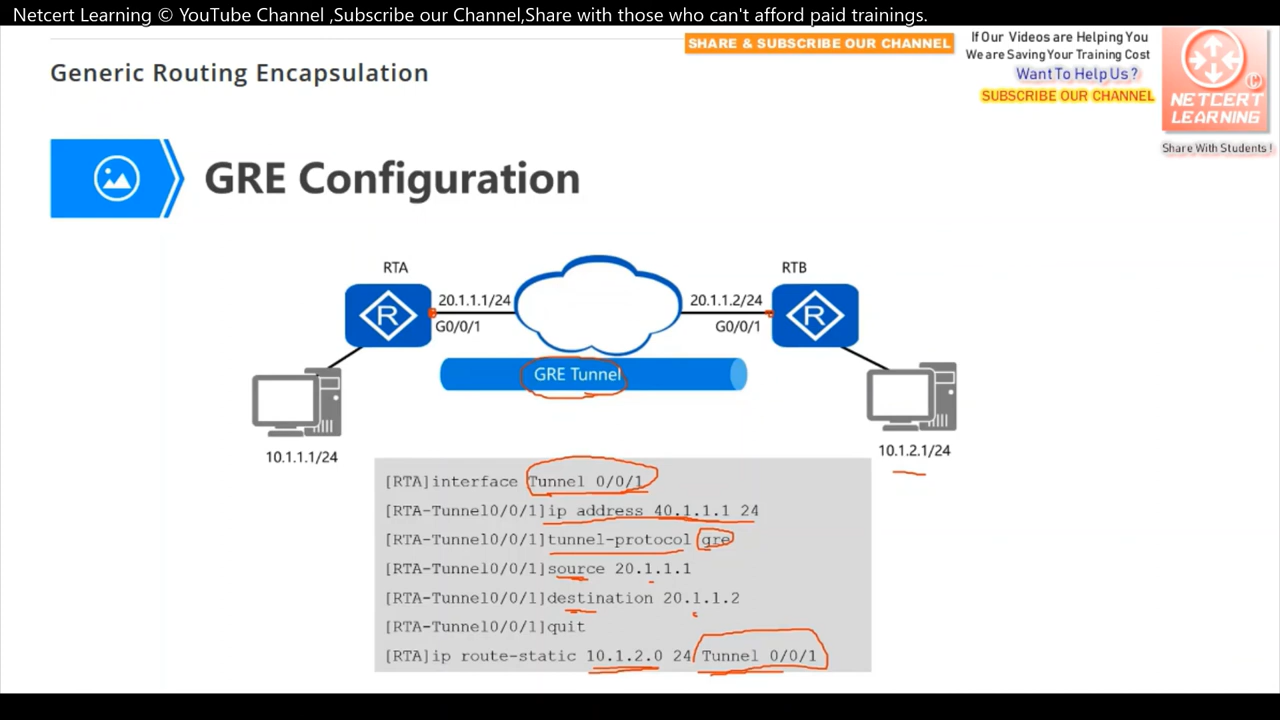 Netcert Learning © YouTube Channel ,Subscribe our Channel,Share with those who can't afford paid trainings.
SHARE & SUBSCRIBE OUR CHANNEL
If Our Videos are Helping You
We are Saving Your Training Cost
Want To Help Us ?
SUBSCRIBE OUR CHANNEL
©
NETCERT
LEARNING
Share With Students !
Generic Routing Encapsulation
GRE Configuration
RTA
RTB
20.1.1.1/24
20.1.1.2/24
R
R
G0/0/1
G0/0/1
GRE Tunnel
10.1.1.1/24
10.1.2.1/24
[RTA]interface Tunnel 0/0/1
[RTA-Tunnel0/0/1]ip address 40.1.1.1 24
[RTA-Tunnel0/0/1]tunnel-protocol gre
[RTA-Tunnel0/0/1]source 20.1.1.1
[RTA-Tunnel0/0/1]destination 20.1.1.2
[RTA-Tunnel0/0/1]quit
[RTA]ip route-static 10.1.2.0 24 Tunnel 0/0/1